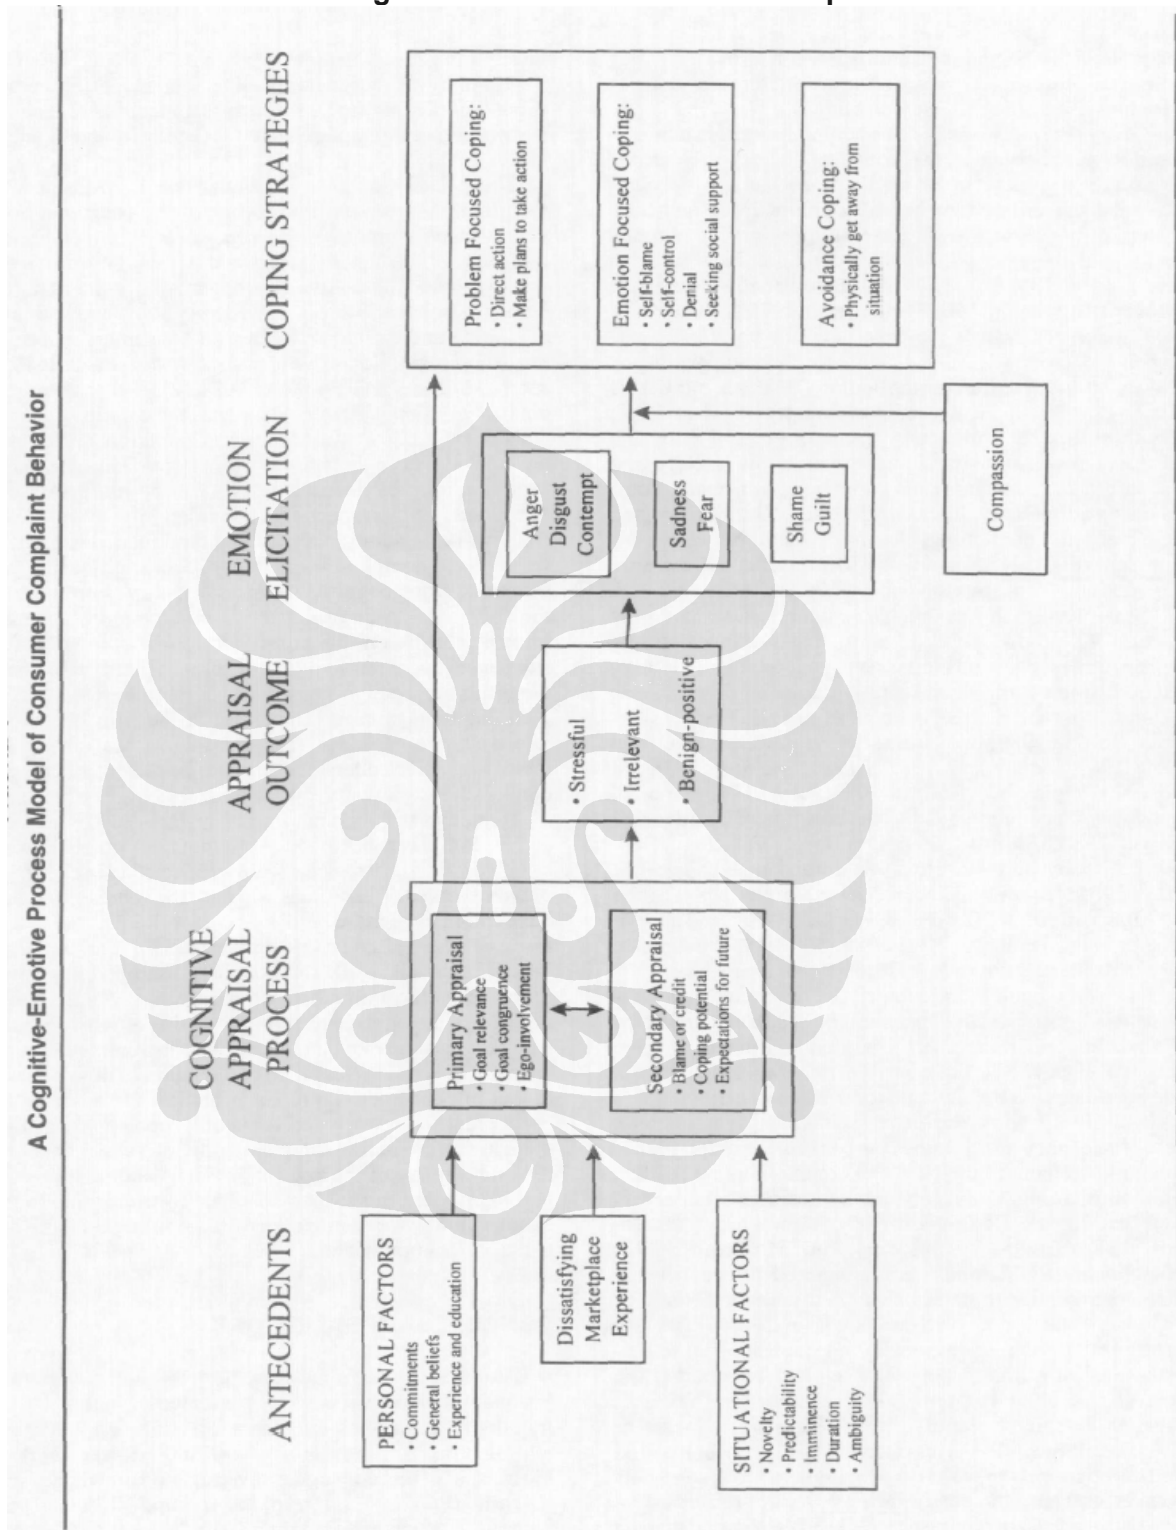 A Cognitive-Emotive Process Model of Consumer Complaint Behavior
ANTECEDENTS
COGNITIVE
APPRAISAL
PROCESS
APPRAISAL
OUTCOME
EMOTION
ELICITATION
COPING STRATEGIES
PERSONAL FACTORS
• Commitments
• General beliefs
• Experience and education
Dissatisfying
Marketplace
Experience
SITUATIONAL FACTORS
• Novelty
• Predictability
• Imminence
• Duration
• Ambiguity
Primary Appraisal
• Goal relevance
• Goal congruence
• Ego-involvement
Secondary Appraisal
• Blame or credit
• Coping potential
• Expectations for future
• Stressful
• Irrelevant
• Benign-positive
Anger
Disgust
Contempt
Sadness
Fear
Shame
Guilt
Compassion
Problem Focused Coping:
• Direct action
• Make plans to take action
Emotion Focused Coping:
• Self-blame
• Self-control
• Denial
• Seeking social support
Avoidance Coping:
• Physically get away from
situation